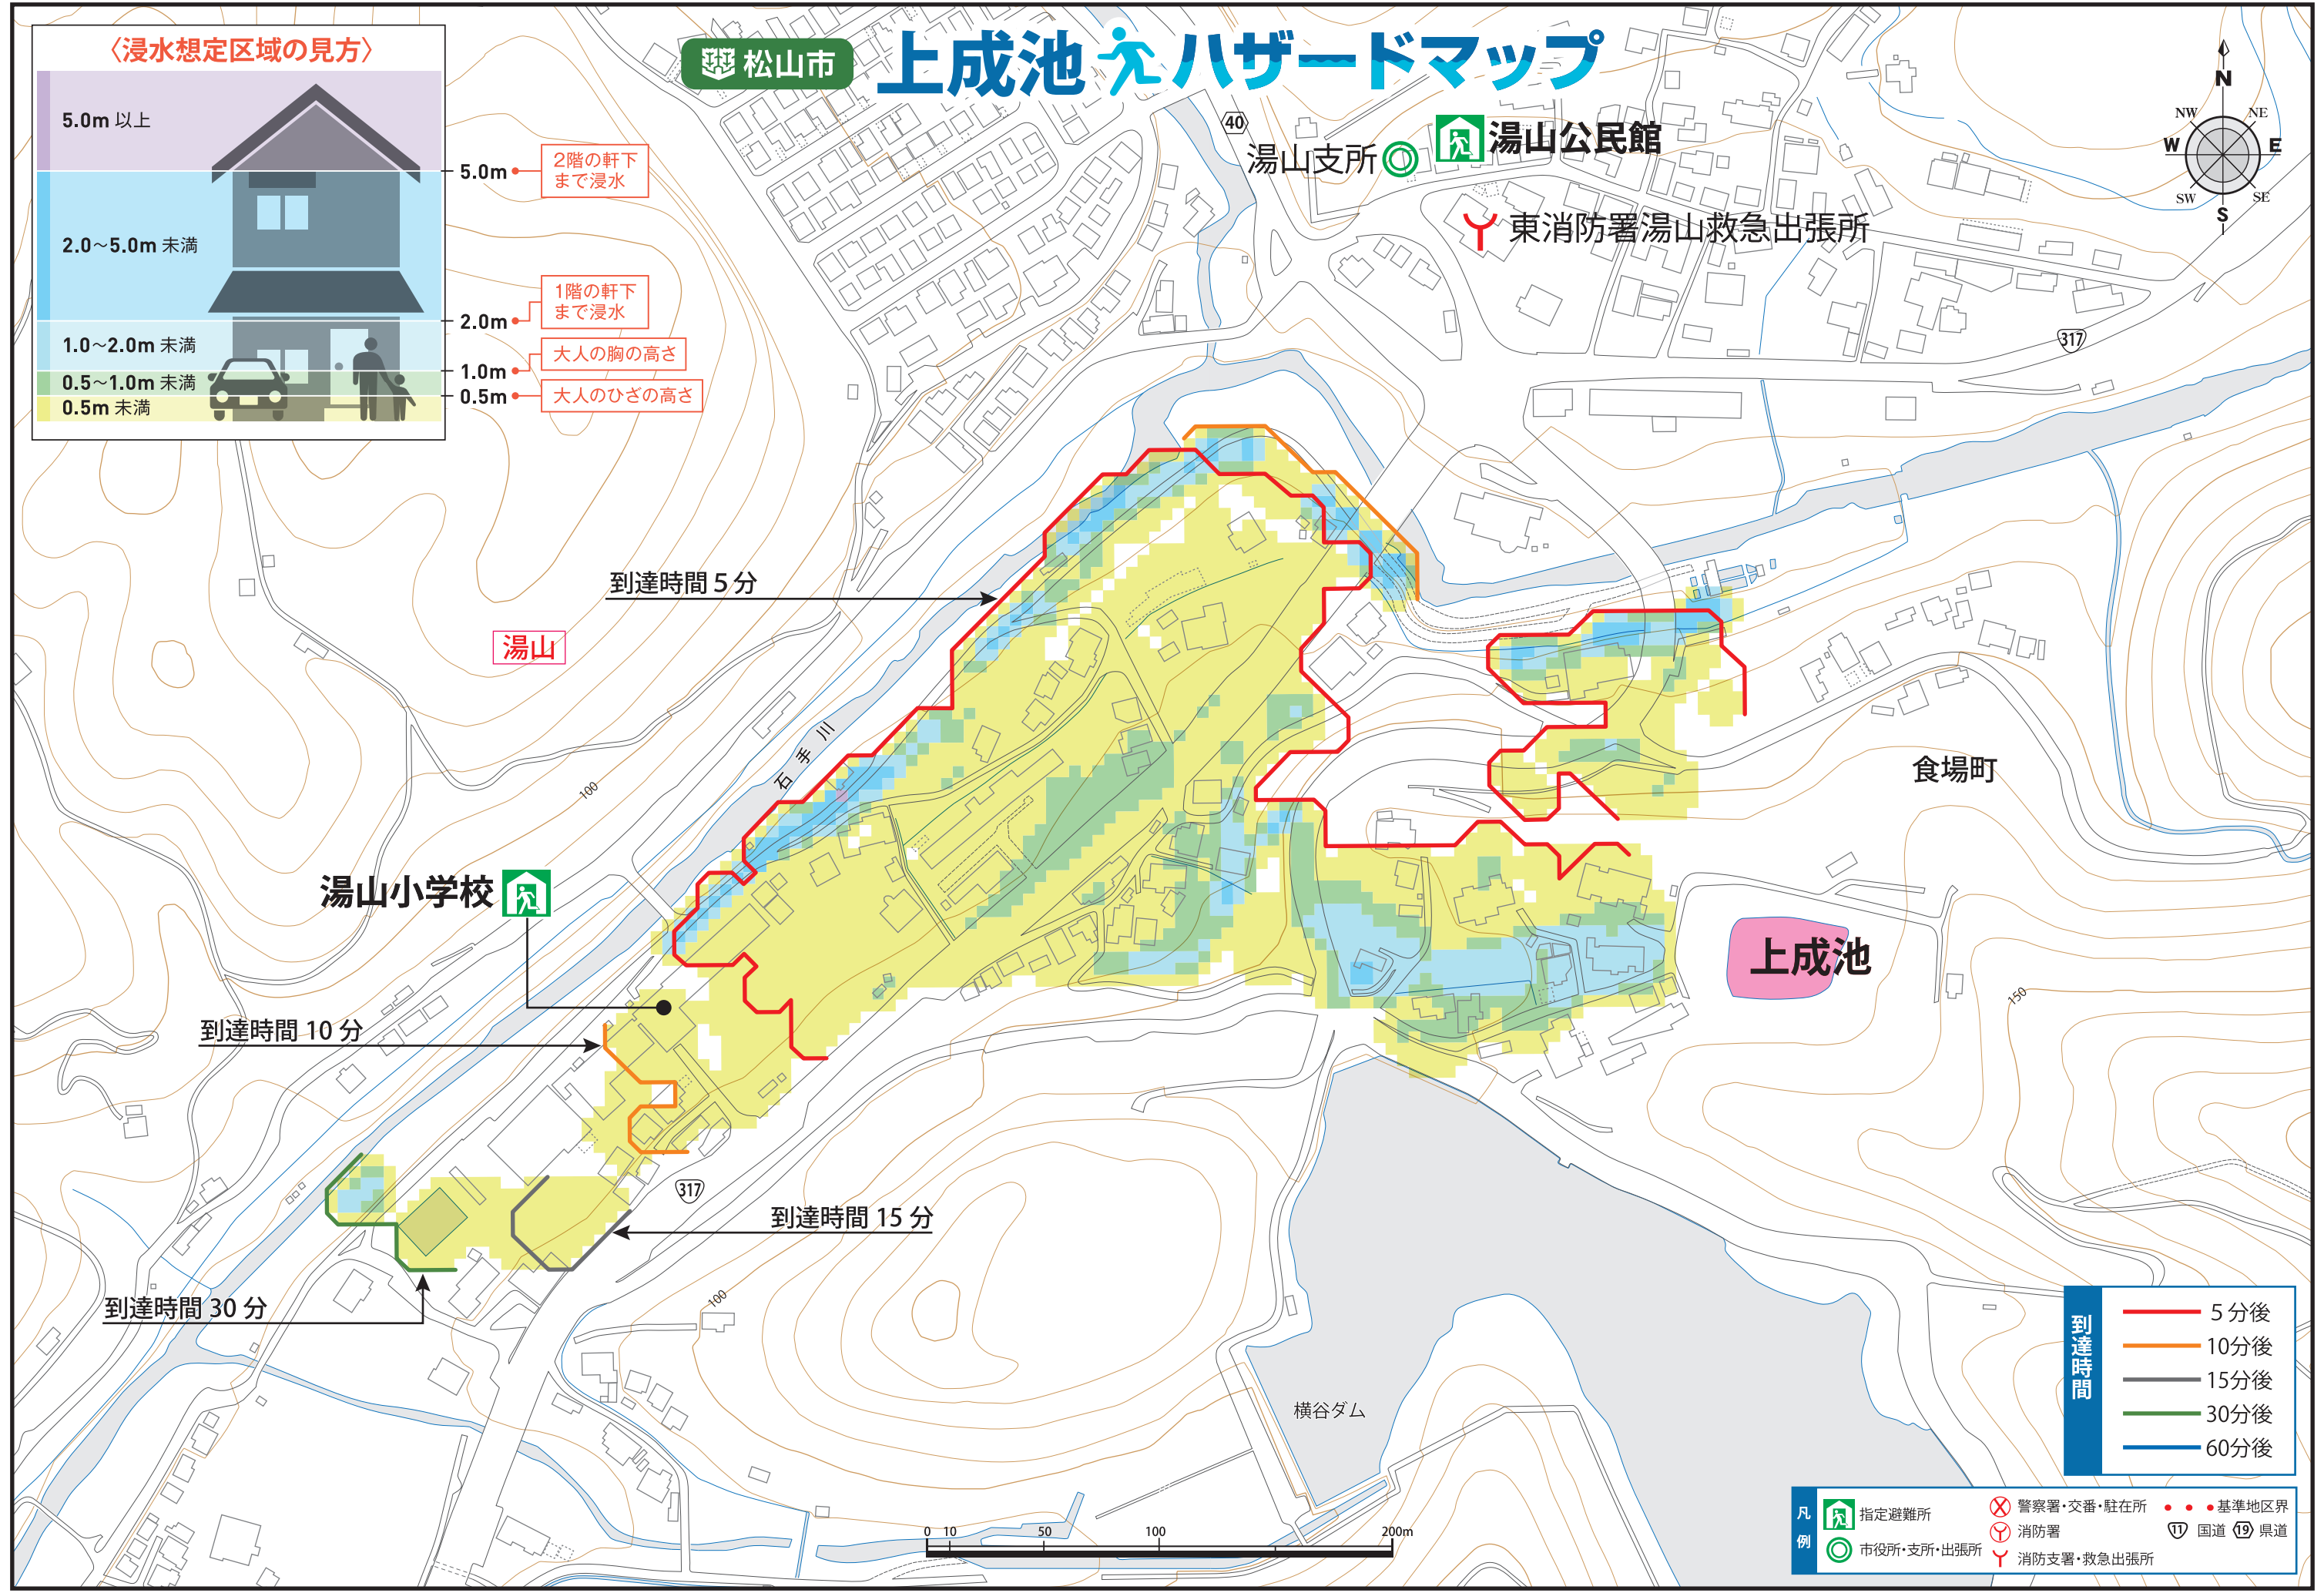 松山市
上成池ハザードマップ
〈浸水想定区域の見方〉
5.0m 以上
2.0～5.0m 未満
1.0～2.0m 未満
0.5～1.0m 未満
0.5m 未満
5.0m
2階の軒下
まで浸水
2.0m
1階の軒下
まで浸水
1.0m
大人の胸の高さ
0.5m
大人のひざの高さ
40
湯山支所
湯山公民館
東消防署湯山救急出張所
N
NW
NE
W
E
SW
SE
S
317
到達時間 5 分
湯山
石手川
100
食場町
湯山小学校
上成池
150
到達時間 10 分
317
到達時間 15 分
到達時間 30 分
100
横谷ダム
0 10 50 100 200m
到達時間
5 分後
10分後
15分後
30分後
60分後
凡例
指定避難所
市役所・支所・出張所
警察署・交番・駐在所
消防署
消防支署・救急出張所
基準地区界
11 国道 19 県道